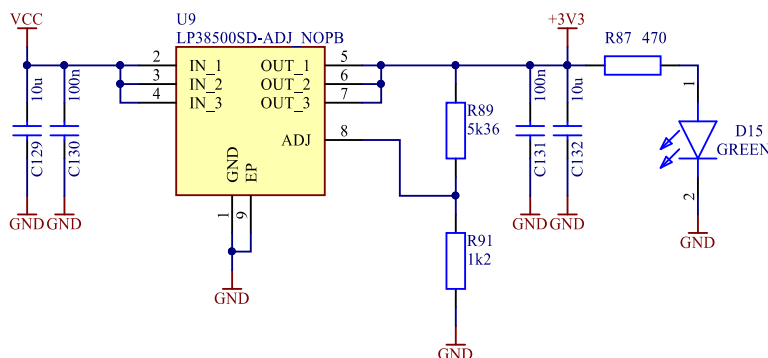 VCC
U9
LP38500SD-ADJ_NOPB
+3V3
R87 470
2 IN_1 OUT_1 5
3 IN_2 OUT_2 6
4 IN_3 OUT_3 7
ADJ 8
GND
EP
1
9
10u
C129
100n
C130
R89
5k36
100n
C131
10u
C132
1
D15
GREEN
2
GND
GND
R91
1k2
GND
GND
GND
GND
GND